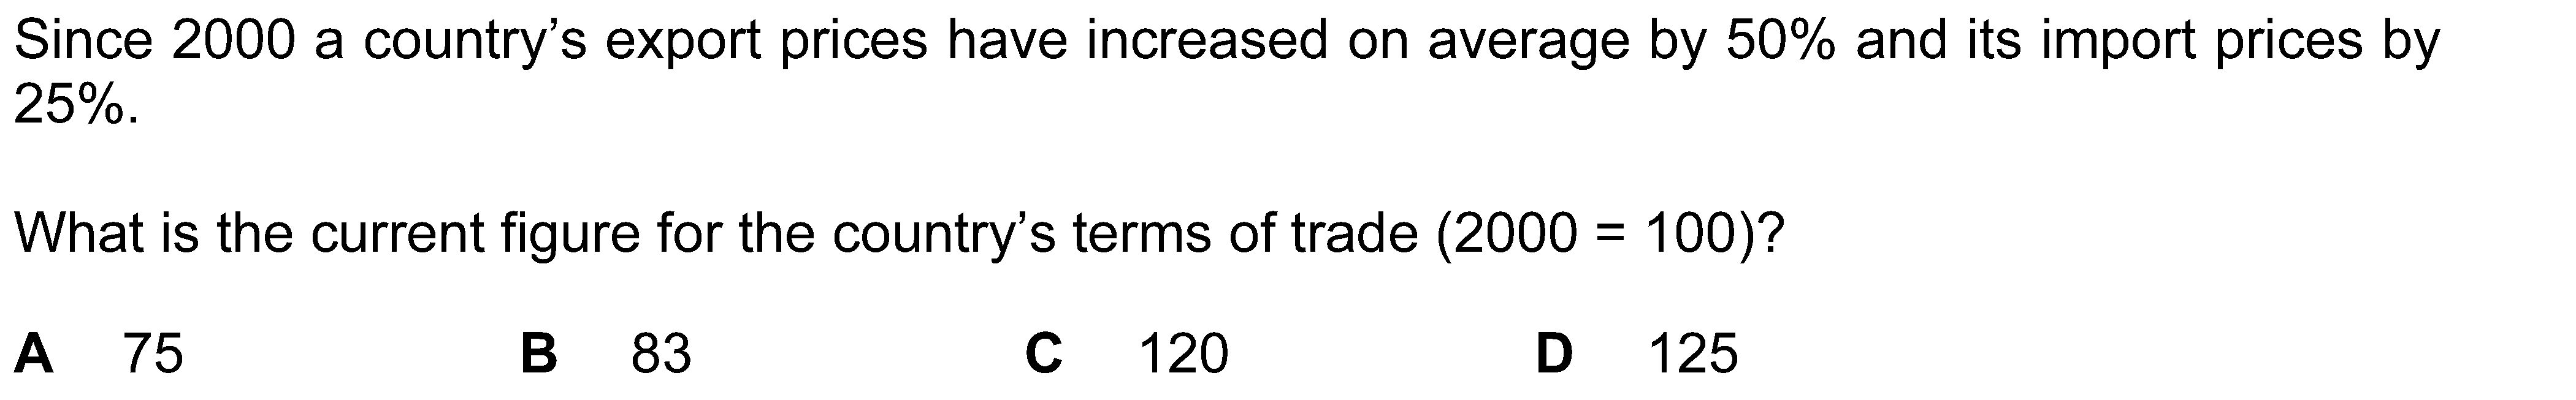 Since 2000 a country’s export prices have increased on average by 50% and its import prices by
25%.
What is the current figure for the country’s terms of trade (2000 = 100)?
A 75 B 83 C 120 D 125